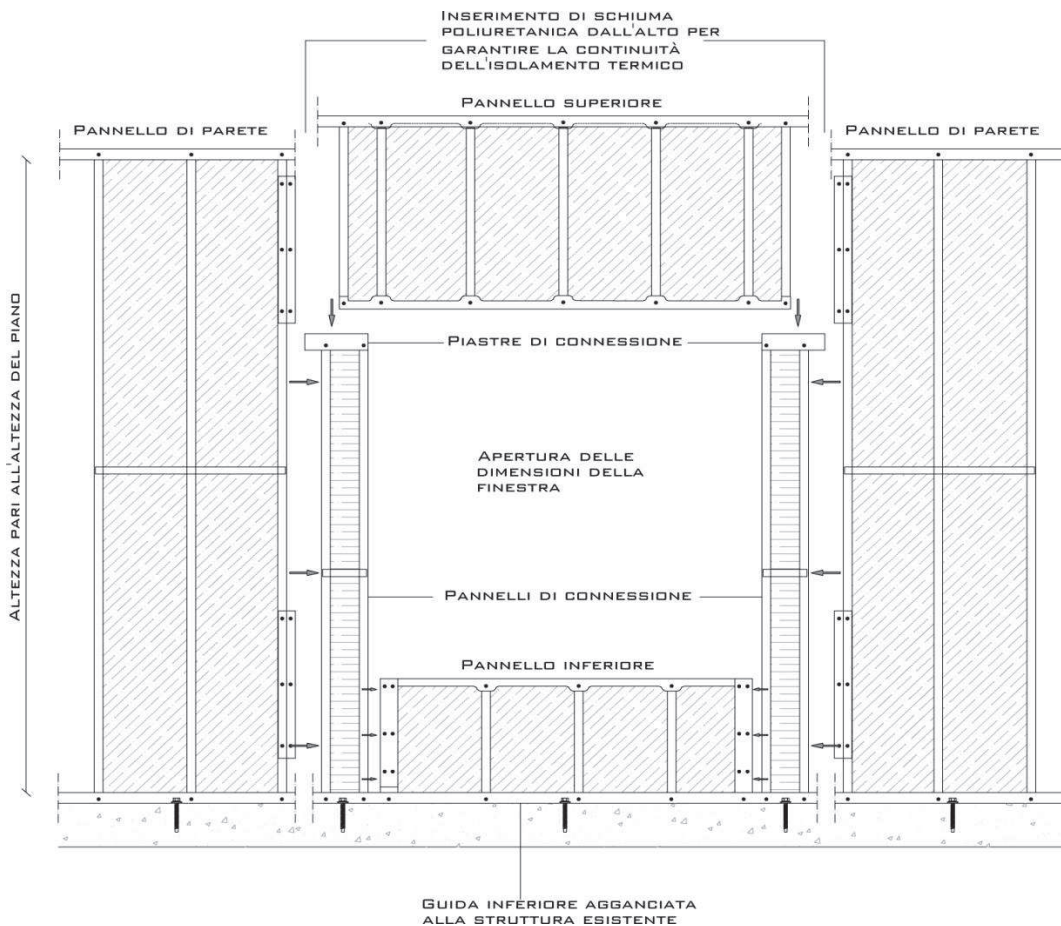 INSERIMENTO DI SCHIUMA
POLIURETANICA DALL'ALTO PER
GARANTIRE LA CONTINUITÀ
DELL'ISOLAMENTO TERMICO
PANNELLO SUPERIORE
PANNELLO DI PARETE
PANNELLO DI PARETE
ALTEZZA PARI ALL'ALTEZZA DEL PIANO
PIASTRE DI CONNESSIONE
APERTURA DELLE
DIMENSIONI DELLA
FINESTRA
PANNELLI DI CONNESSIONE
PANNELLO INFERIORE
GUIDA INFERIORE AGGANCIATA
ALLA STRUTTURA ESISTENTE